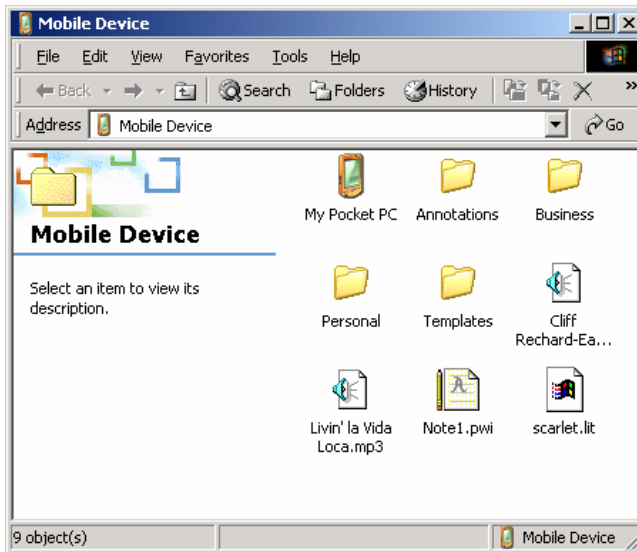 Mobile Device
File Edit View Favorites Tools Help
Back Search Folders History »
Address Mobile Device Go
Mobile Device
Select an item to view its
description.
My Pocket PC Annotations Business
Personal Templates Cliff
Rechard-Ea...
Livin' la Vida
Loca.mp3 Note1.pwi scarlet.lit
9 object(s) Mobile Device